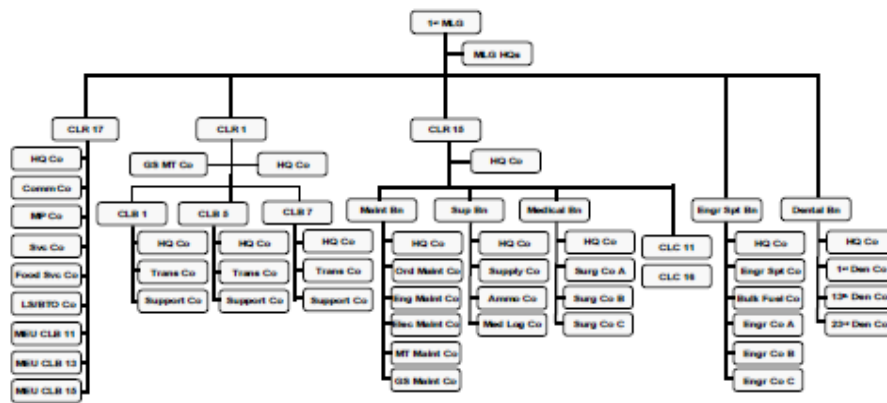 1st MLG
MLG HQs
CLR 17
CLR 1
CLR 15
HQ Co
GS MT Co
HQ Co
HQ Co
Comm Co
MP Co
Svc Co
Food Svc Co
LS/BTO Co
MEU CLB 11
MEU CLB 13
MEU CLB 15
CLB 1
CLB 5
CLB 7
HQ Co
Trans Co
Support Co
HQ Co
Trans Co
Support Co
HQ Co
Trans Co
Support Co
Maint Bn
Sup Bn
Medical Bn
Engr Spt Bn
Dental Bn
HQ Co
Ord Maint Co
Eng Maint Co
Elec Maint Co
MT Maint Co
GS Maint Co
HQ Co
Supply Co
Ammo Co
Med Log Co
HQ Co
Surg Co A
Surg Co B
Surg Co C
CLC 11
CLC 16
HQ Co
Engr Spt Co
Bulk Fuel Co
Engr Co A
Engr Co B
Engr Co C
HQ Co
1st Den Co
13th Den Co
23rd Den Co